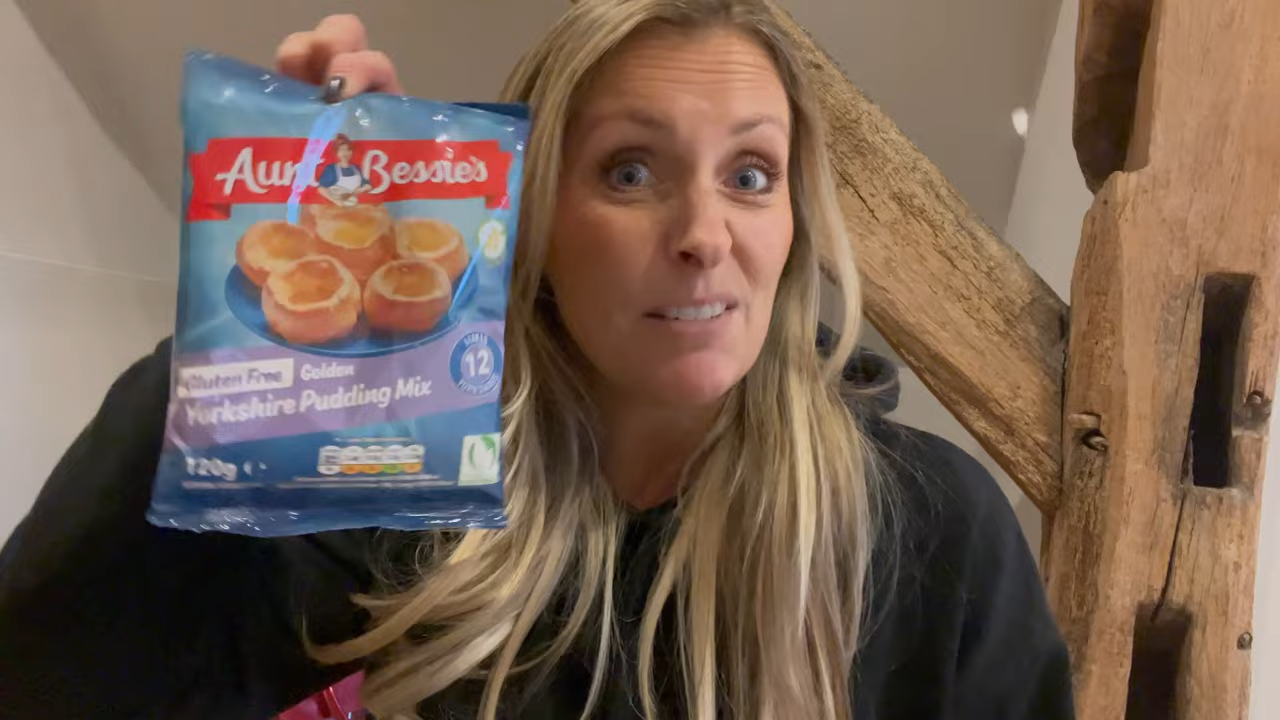 Aunt Bessie's
Gluten Free Golden
Yorkshire Pudding Mix
12
120g